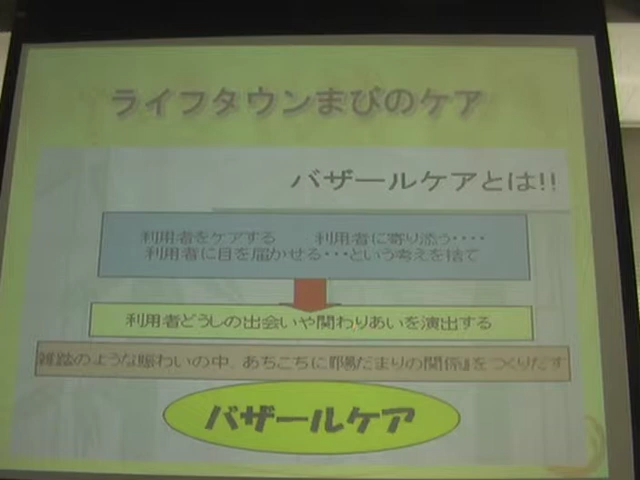 ライフタウンまびのケア
バザールケアとは!!
利用者をケアする　利用者に寄り添う・・・・
利用者に目を届かせる・・・という考えを捨て
利用者どうしの出会いや関わりあいを演出する
雑踏のような賑わいの中、あちこちに『陽だまりの関係』をつくりだす
バザールケア